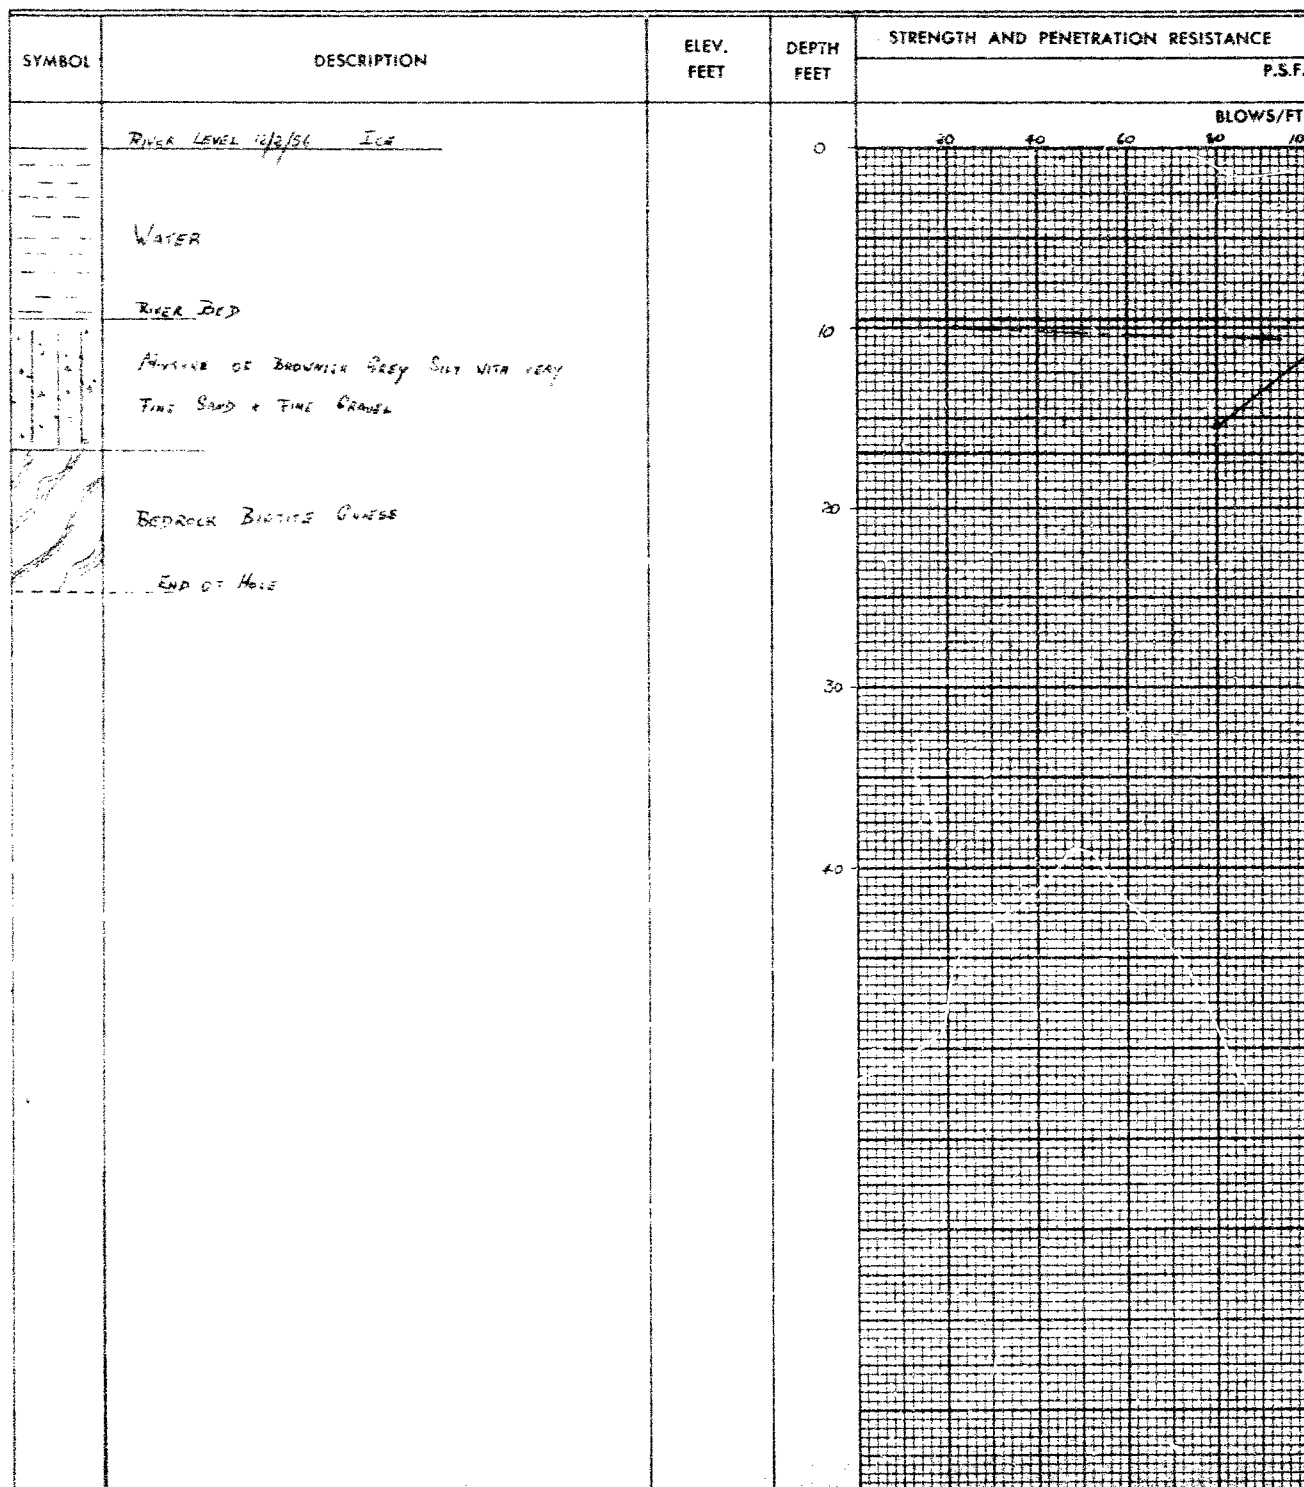 SYMBOL
DESCRIPTION
ELEV.
FEET
DEPTH
FEET
STRENGTH AND PENETRATION RESISTANCE
P.S.F.
BLOWS/FT
20 40 60 80 10
RIVER LEVEL 12/2/56 ICE
0
WATER
RIVER BED
10
OF BROWNISH GREY SILT WITH VERY
FINE SAND & FINE GRAVEL
20
BEDROCK BIOTITE
END OF HOLE
30
40